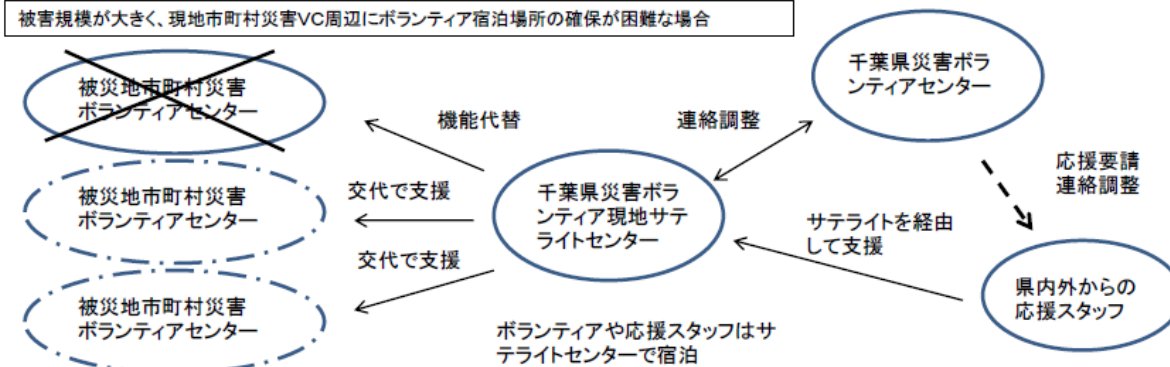 被害規模が大きく、現地市町村災害VC周辺にボランティア宿泊場所の確保が困難な場合
被災地市町村災害
ボランティアセンター
機能代替
連絡調整
千葉県災害ボラ
ンティアセンター
被災地市町村災害
ボランティアセンター
交代で支援
千葉県災害ボラ
ンティア現地サテ
ライトセンター
サテライトを経由
して支援
応援要請
連絡調整
被災地市町村災害
ボランティアセンター
交代で支援
県内外からの
応援スタッフ
ボランティアや応援スタッフはサ
テライトセンターで宿泊